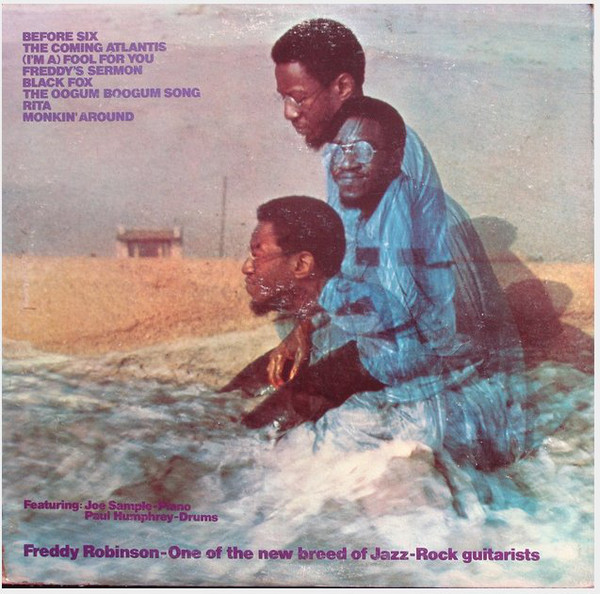 BEFORE SIX
THE COMING ATLANTIS
(I'M A) FOOL FOR YOU
FREDDY'S SERMON
BLACK FOX
THE OOGUM BOOGUM SONG
RITA
MONKIN' AROUND
Featuring: Joe Sample-Piano
Paul Humphrey-Drums
Freddy Robinson-One of the new breed of Jazz-Rock guitarists